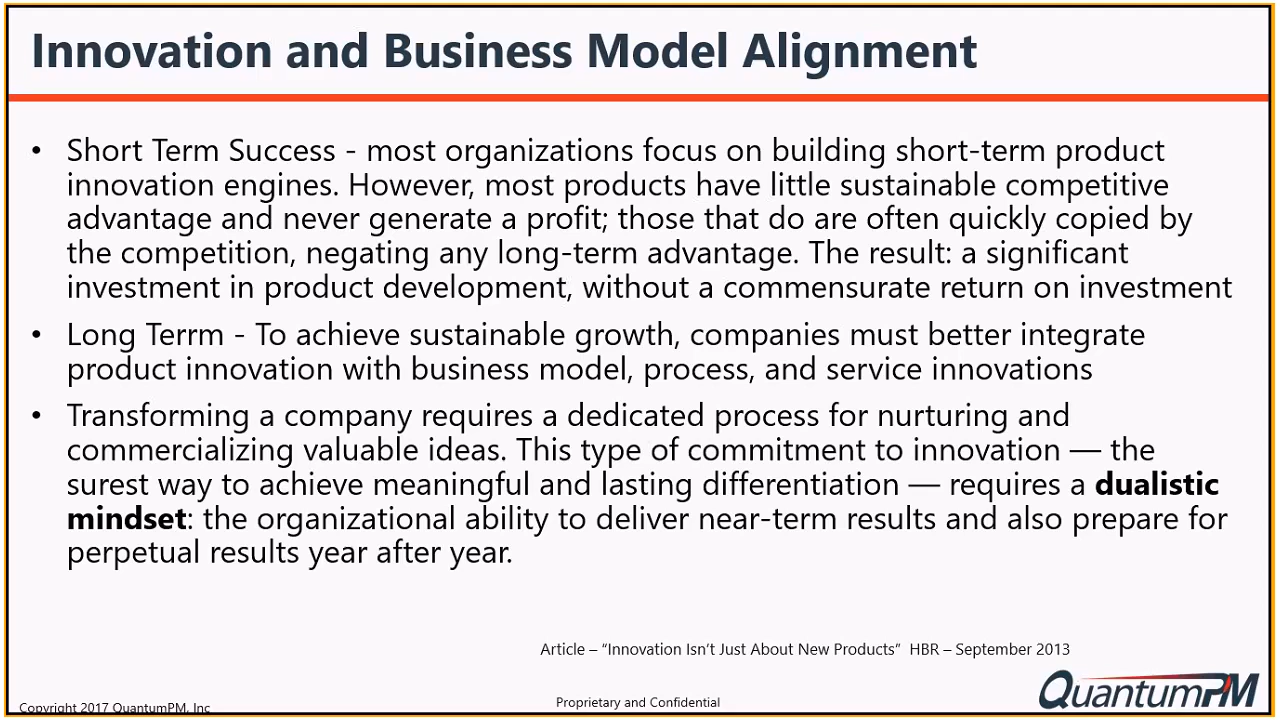 Innovation and Business Model Alignment
• Short Term Success - most organizations focus on building short-term product
innovation engines. However, most products have little sustainable competitive
advantage and never generate a profit; those that do are often quickly copied by
the competition, negating any long-term advantage. The result: a significant
investment in product development, without a commensurate return on investment
• Long Terrm - To achieve sustainable growth, companies must better integrate
product innovation with business model, process, and service innovations
• Transforming a company requires a dedicated process for nurturing and
commercializing valuable ideas. This type of commitment to innovation — the
surest way to achieve meaningful and lasting differentiation — requires a dualistic
mindset: the organizational ability to deliver near-term results and also prepare for
perpetual results year after year.
Article – “Innovation Isn’t Just About New Products” HBR – September 2013
Copyright 2017 QuantumPM, Inc
Proprietary and Confidential
QuantumPM